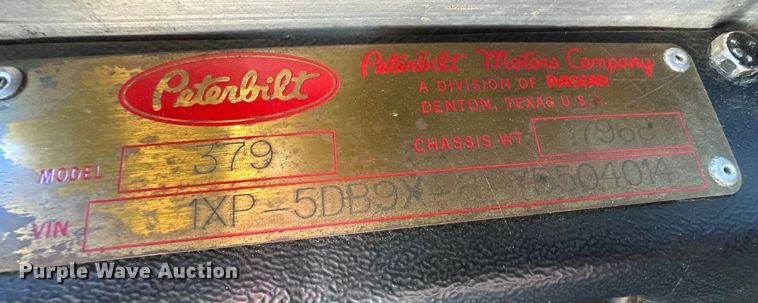 Peterbilt
Peterbilt Motors Company
A DIVISION OF PACCAR
DENTON, TEXAS U.S.A.
MODEL 379
CHASSIS WT 7968
VIN 1XP-5DB9X
Purple Wave Auction